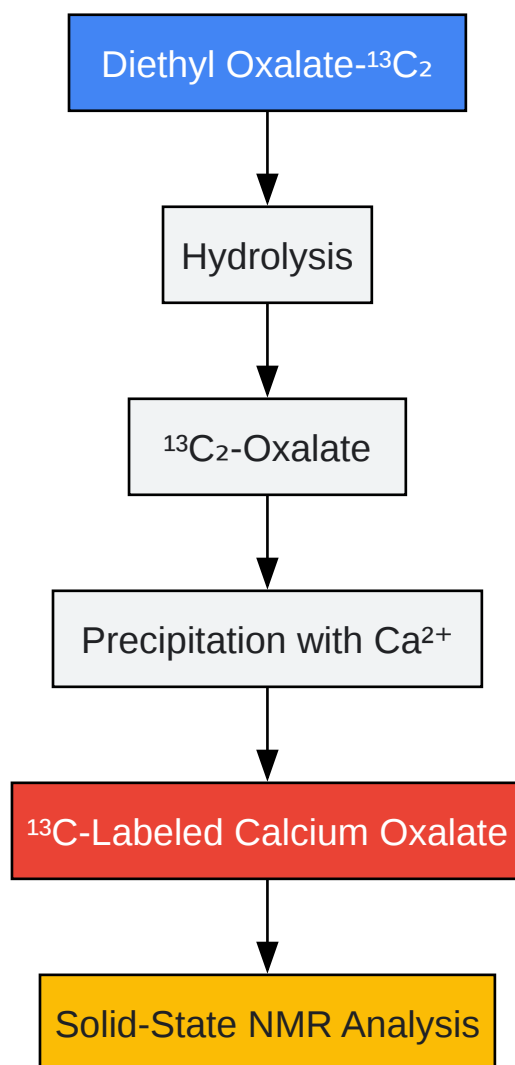 Diethyl Oxalate-¹³C₂
Hydrolysis
¹³C₂-Oxalate
Precipitation with Ca²⁺
¹³C-Labeled Calcium Oxalate
Solid-State NMR Analysis